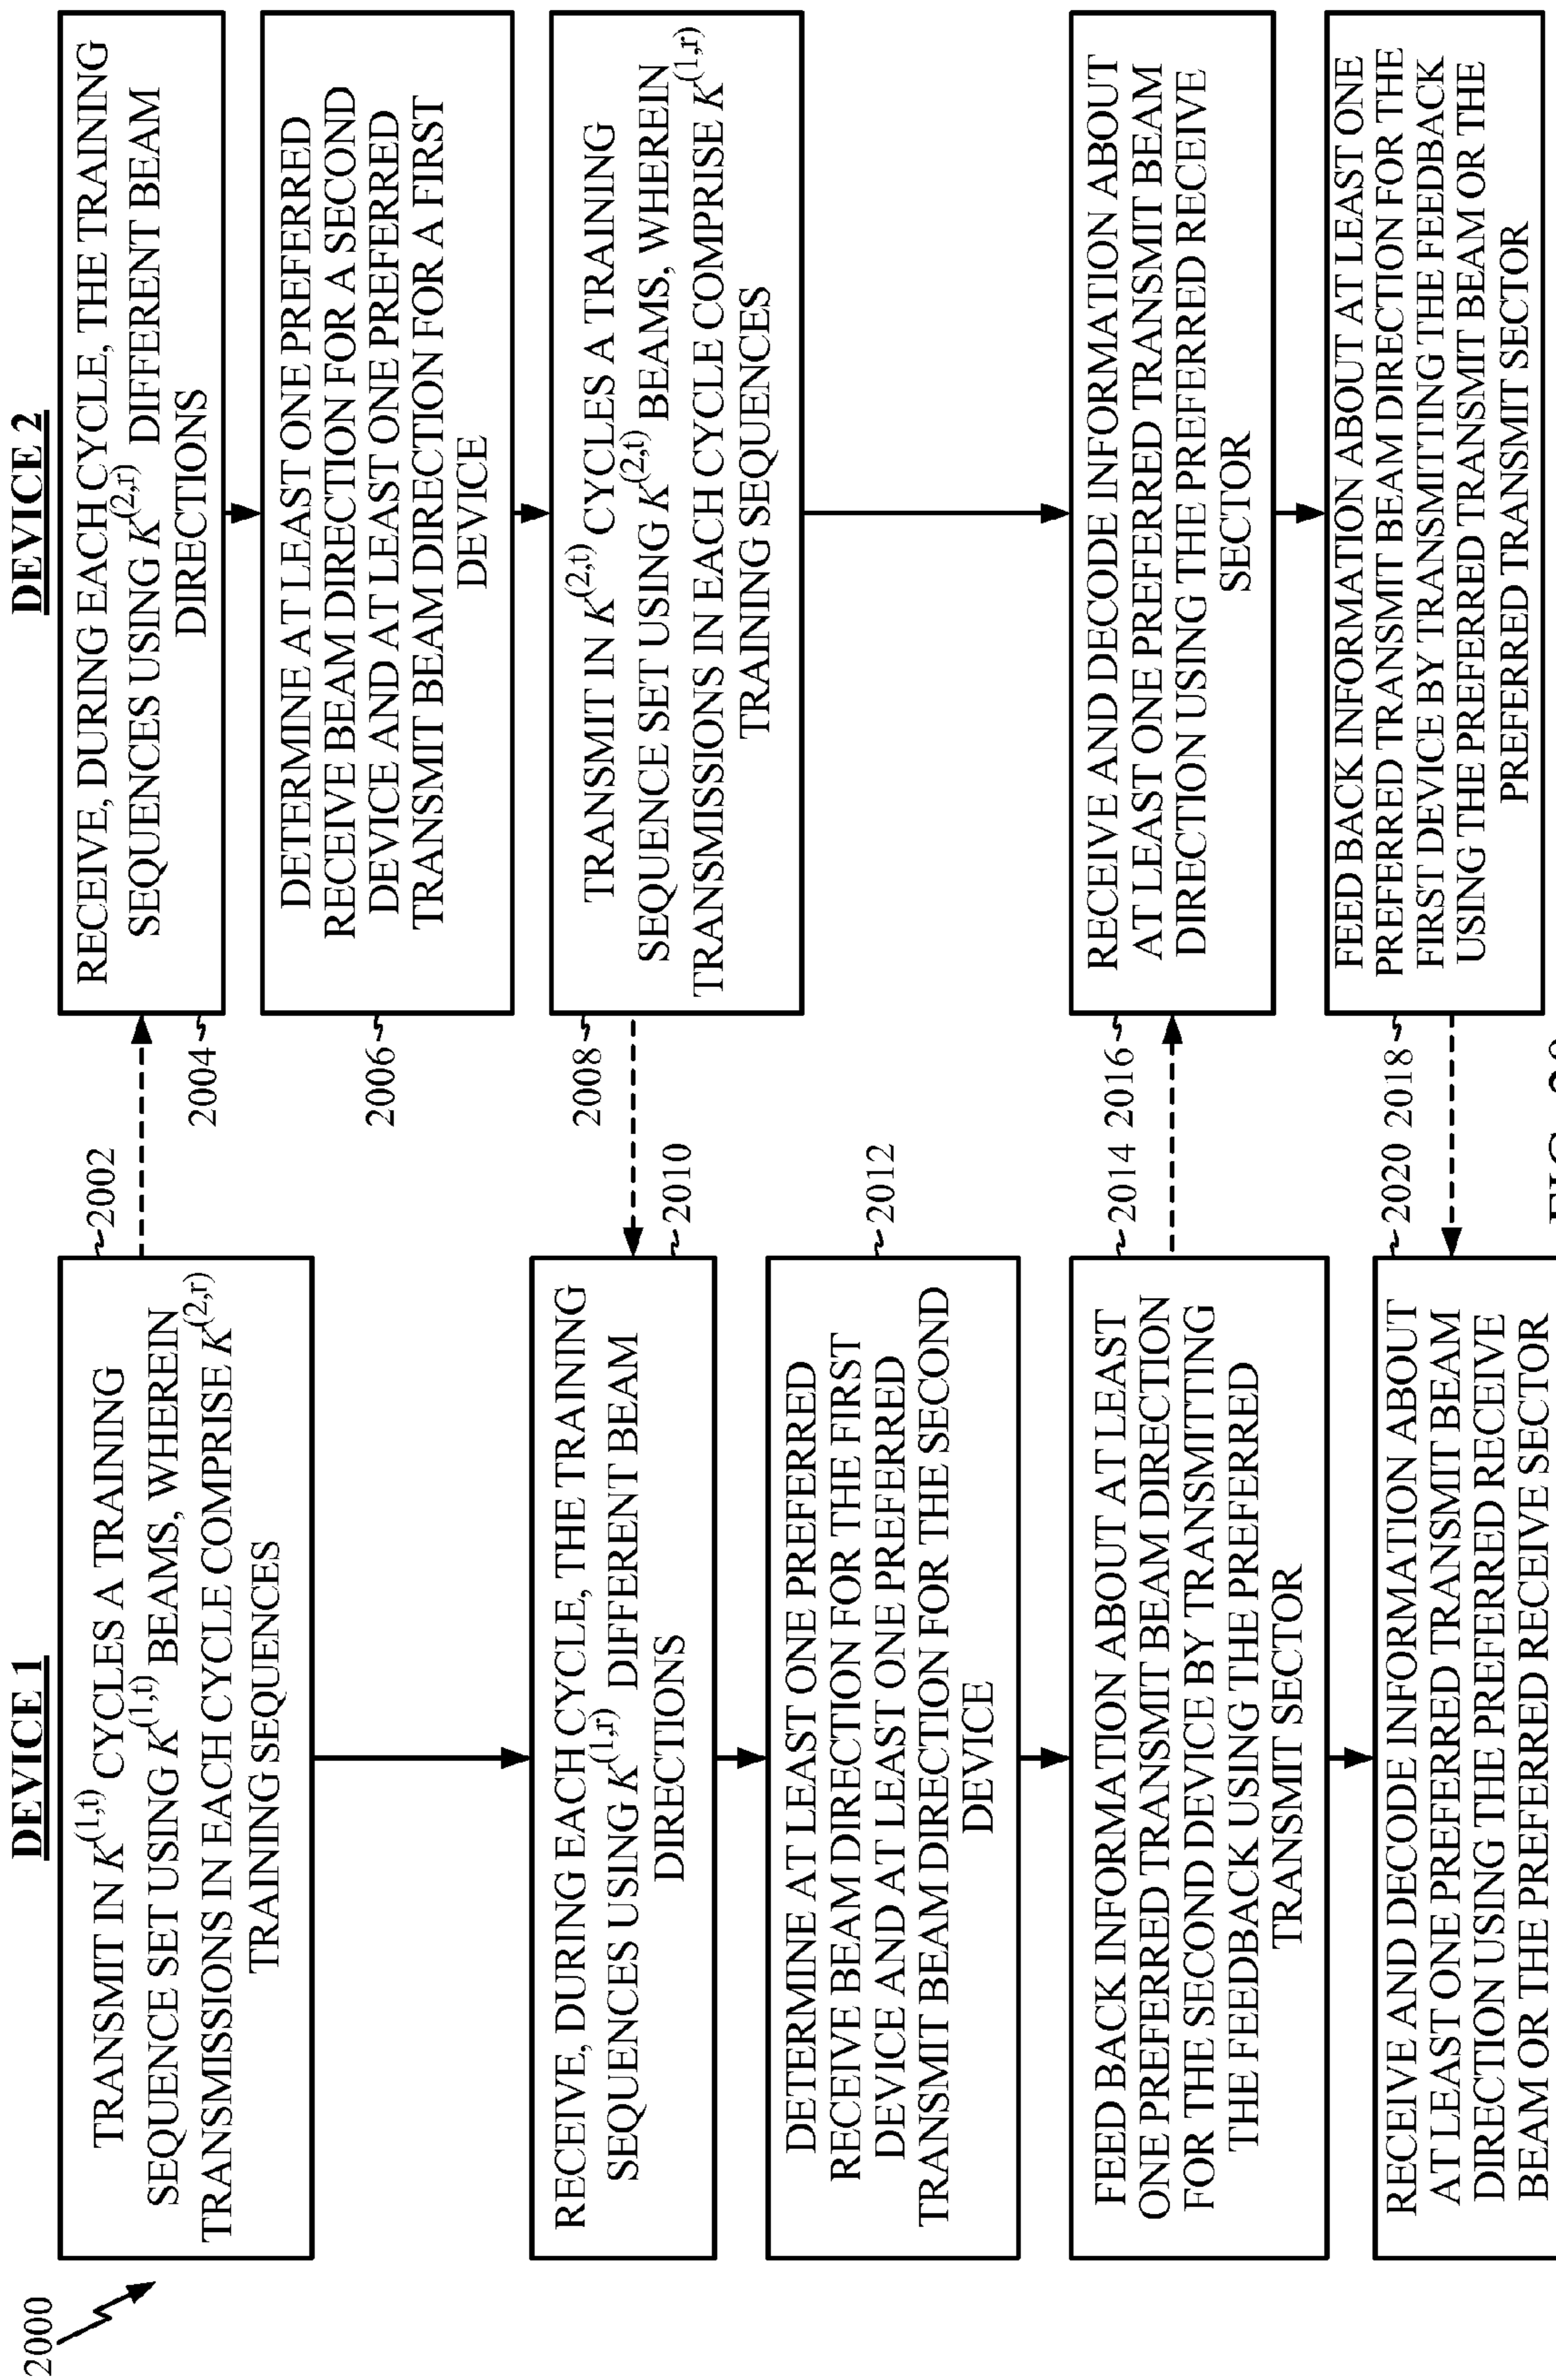 2000
DEVICE 1
TRANSMIT IN K^(1,t) CYCLES A TRAINING
SEQUENCE SET USING K^(1,t) BEAMS, WHEREIN
TRANSMISSIONS IN EACH CYCLE COMPRISE K^(2,r)
TRAINING SEQUENCES
2002
RECEIVE, DURING EACH CYCLE, THE TRAINING
SEQUENCES USING K^(1,r) DIFFERENT BEAM
DIRECTIONS
2010
DETERMINE AT LEAST ONE PREFERRED
RECEIVE BEAM DIRECTION FOR THE FIRST
DEVICE AND AT LEAST ONE PREFERRED
TRANSMIT BEAM DIRECTION FOR THE SECOND
DEVICE
2012
FEED BACK INFORMATION ABOUT AT LEAST
ONE PREFERRED TRANSMIT BEAM DIRECTION
FOR THE SECOND DEVICE BY TRANSMITTING
THE FEEDBACK USING THE PREFERRED
TRANSMIT SECTOR
2014
RECEIVE AND DECODE INFORMATION ABOUT
AT LEAST ONE PREFERRED TRANSMIT BEAM
DIRECTION USING THE PREFERRED RECEIVE
BEAM OR THE PREFERRED RECEIVE SECTOR
2020
DEVICE 2
RECEIVE, DURING EACH CYCLE, THE TRAINING
SEQUENCES USING K^(2,r) DIFFERENT BEAM
DIRECTIONS
2004
DETERMINE AT LEAST ONE PREFERRED
RECEIVE BEAM DIRECTION FOR A SECOND
DEVICE AND AT LEAST ONE PREFERRED
TRANSMIT BEAM DIRECTION FOR A FIRST
DEVICE
2006
TRANSMIT IN K^(2,t) CYCLES A TRAINING
SEQUENCE SET USING K^(2,t) BEAMS, WHEREIN
TRANSMISSIONS IN EACH CYCLE COMPRISE K^(1,r)
TRAINING SEQUENCES
2008
RECEIVE AND DECODE INFORMATION ABOUT
AT LEAST ONE PREFERRED TRANSMIT BEAM
DIRECTION USING THE PREFERRED RECEIVE
SECTOR
2016
FEED BACK INFORMATION ABOUT AT LEAST ONE
PREFERRED TRANSMIT BEAM DIRECTION FOR THE
FIRST DEVICE BY TRANSMITTING THE FEEDBACK
USING THE PREFERRED TRANSMIT BEAM OR THE
PREFERRED TRANSMIT SECTOR
2018